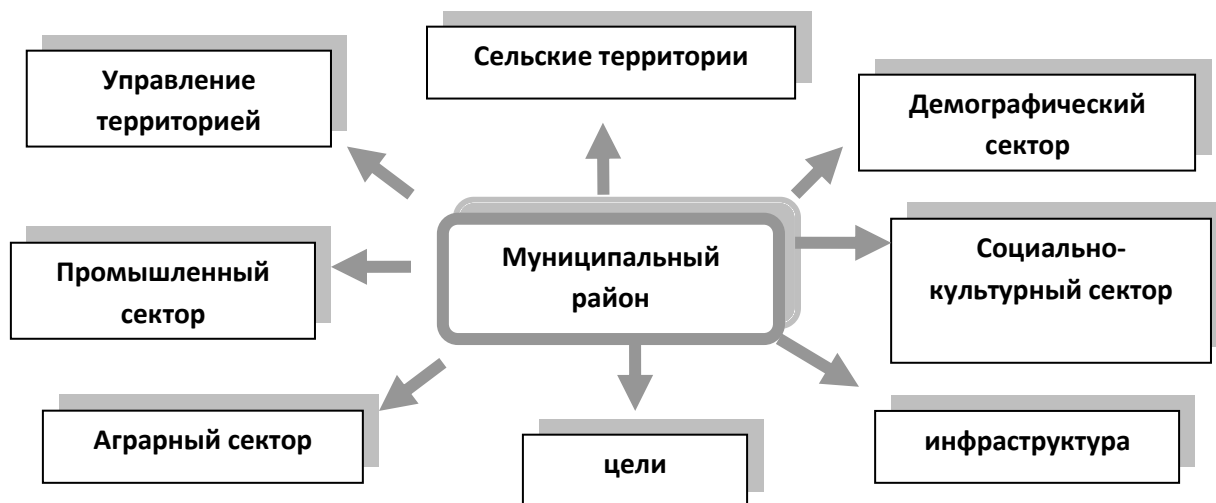 Управление
территорией
Сельские территории
Демографический
сектор
Промышленный
сектор
Муниципальный
район
Социально-
культурный сектор
Аграрный сектор
цели
инфраструктура